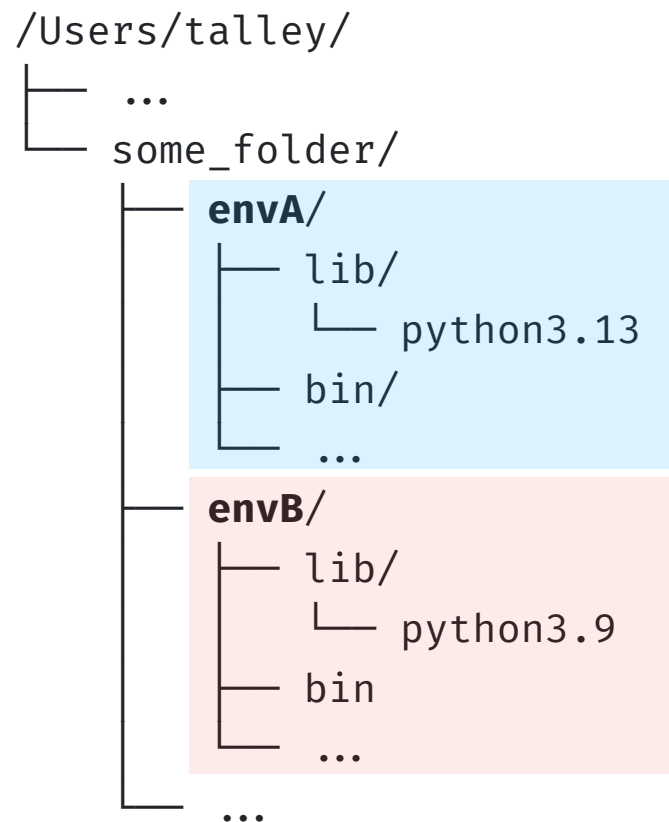 /Users/talley/
├── ...
└── some_folder/
    ├── envA/
    │   ├── lib/
    │   │   └── python3.13
    │   ├── bin/
    │   └── ...
    ├── envB/
    │   ├── lib/
    │   │   └── python3.9
    │   ├── bin
    │   └── ...
    └── ...